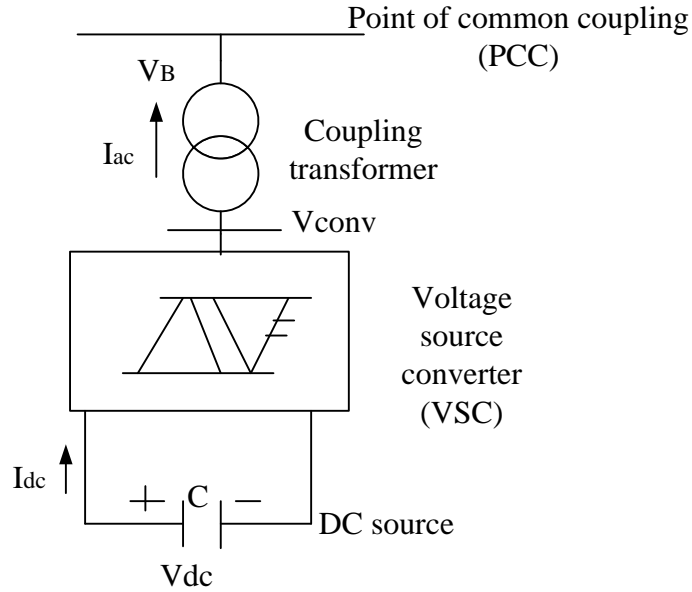 Point of common coupling
(PCC)
VB
Iac
Coupling
transformer
Vconv
Voltage
source
converter
(VSC)
Idc
+ C −
DC source
Vdc